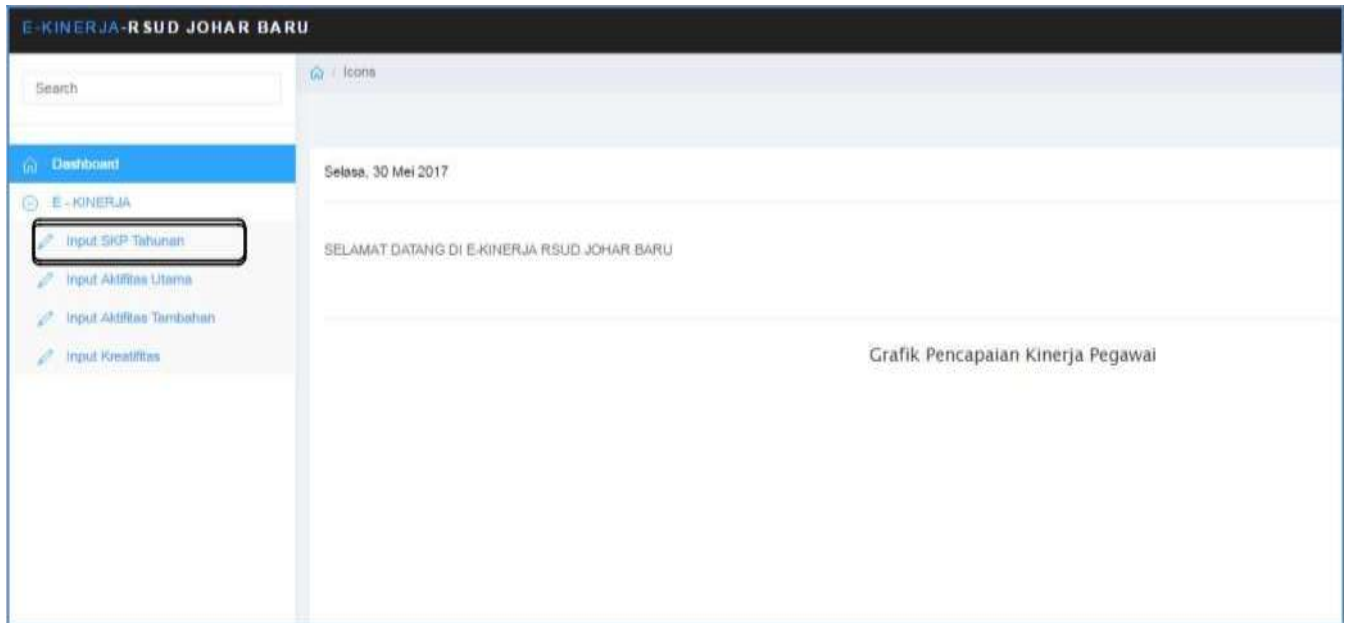 E-KINERJA-RSUD JOHAR BARU
Search
/ Icons
Dashboard
Selasa, 30 Mei 2017
E - KINERJA
Input SKP Tahunan
SELAMAT DATANG DI E-KINERJA RSUD JOHAR BARU
Input Aktifitas Utama
Input Aktifitas Tambahan
Input Kreatifitas
Grafik Pencapaian Kinerja Pegawai